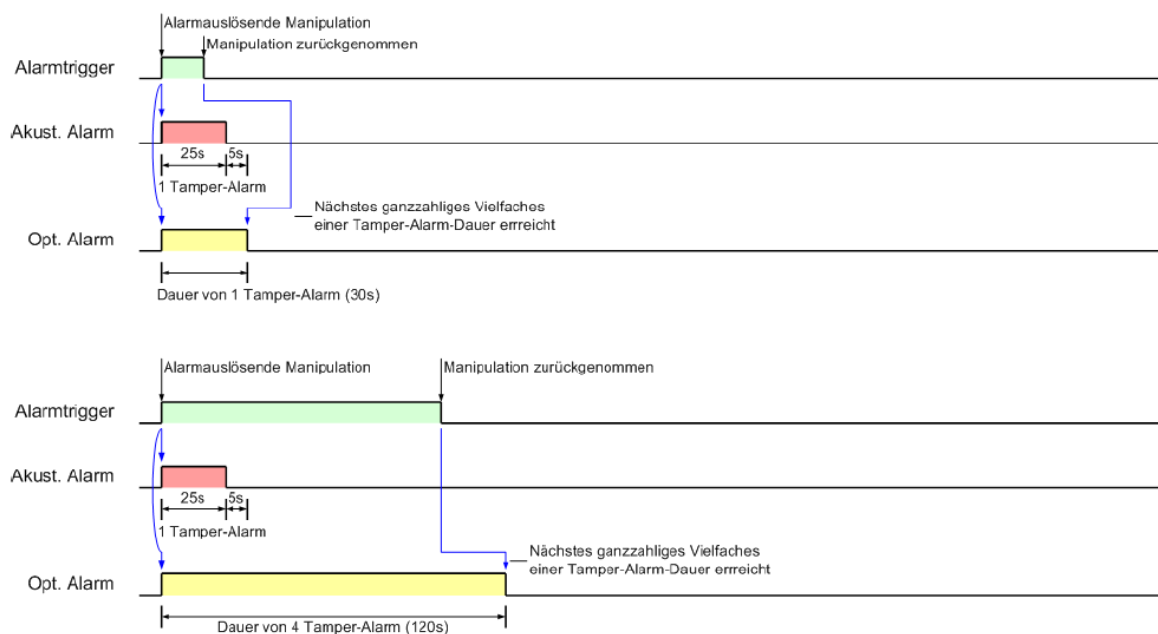 Alarmauslösende Manipulation
Manipulation zurückgenommen
Alarmtrigger
Akust. Alarm
25s
5s
1 Tamper-Alarm
Nächstes ganzzahliges Vielfaches
einer Tamper-Alarm-Dauer errreicht
Opt. Alarm
Dauer von 1 Tamper-Alarm (30s)
Alarmauslösende Manipulation
Manipulation zurückgenommen
Alarmtrigger
Akust. Alarm
25s
5s
1 Tamper-Alarm
Nächstes ganzzahliges Vielfaches
einer Tamper-Alarm-Dauer errreicht
Opt. Alarm
Dauer von 4 Tamper-Alarm (120s)